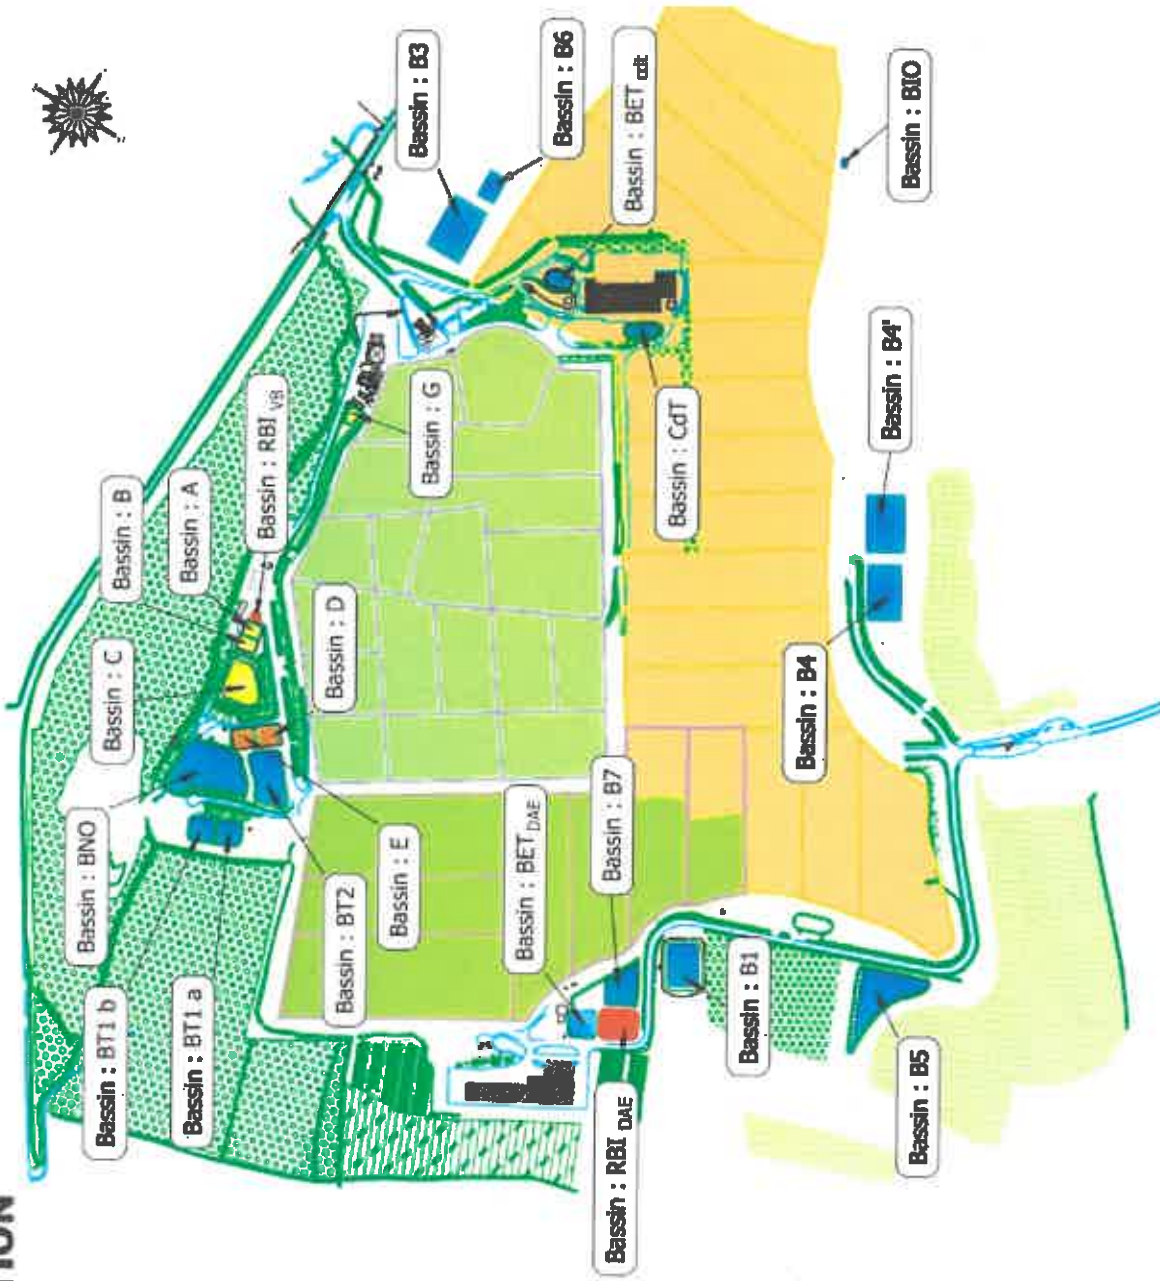 TION
Bassin : BNO
Bassin : BT1 b
Bassin : C
Bassin : B
Bassin : BT1 a
Bassin : A
Bassin : RBI VB
Bassin : D
Bassin : BT2
Bassin : E
Bassin : B3
Bassin : G
Bassin : BET DAE
Bassin : B6
Bassin : RBI DAE
Bassin : B7
Bassin : BET cdt
Bassin : CdT
Bassin : B1
Bassin : B4
Bassin : B4'
Bassin : B5
Bassin : BIO